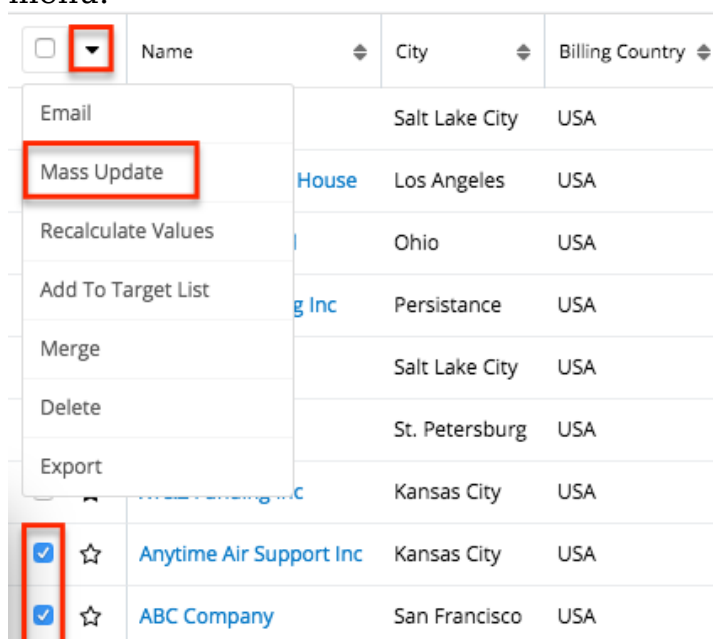 menu.
Name City Billing Country
Email Salt Lake City USA
Mass Update House Los Angeles USA
Recalculate Values Ohio USA
Add To Target List g Inc Persistance USA
Merge Salt Lake City USA
Delete St. Petersburg USA
Export Kansas City USA
Anytime Air Support Inc Kansas City USA
ABC Company San Francisco USA